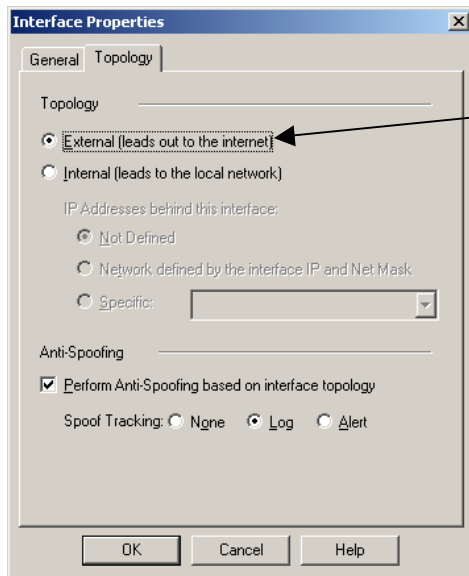 Interface Properties
General Topology
Topology
External (leads out to the internet)
Internal (leads to the local network)
IP Addresses behind this interface:
Not Defined
Network defined by the interface IP and Net Mask
Specific:
Anti-Spoofing
Perform Anti-Spoofing based on interface topology
Spoof Tracking: None Log Alert
OK Cancel Help